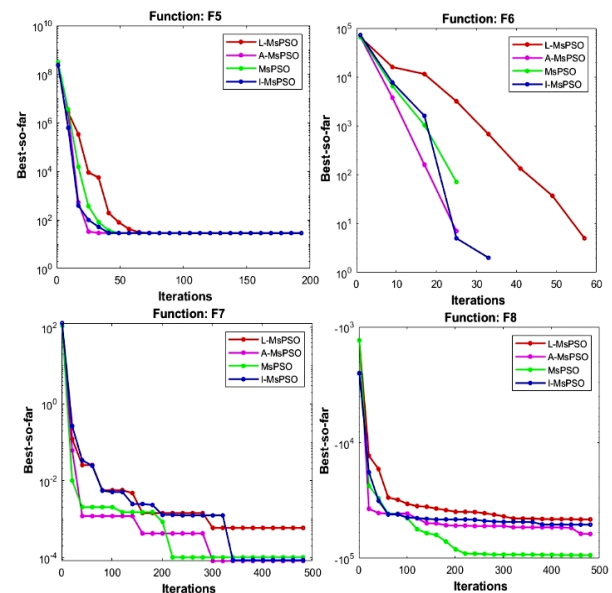 Function: F5
Best-so-far
10^10
10^8
10^6
10^4
10^2
10^0
0 50 100 150 200
Iterations
L-MsPSO
A-MsPSO
MsPSO
I-MsPSO
Function: F6
Best-so-far
10^5
10^4
10^3
10^2
10^1
10^0
0 10 20 30 40 50 60
Iterations
L-MsPSO
A-MsPSO
MsPSO
I-MsPSO
Function: F7
Best-so-far
10^2
10^0
10^-2
10^-4
0 100 200 300 400 500
Iterations
L-MsPSO
A-MsPSO
MsPSO
I-MsPSO
Function: F8
Best-so-far
-10^3
-10^4
-10^5
0 100 200 300 400 500
Iterations
L-MsPSO
A-MsPSO
MsPSO
I-MsPSO